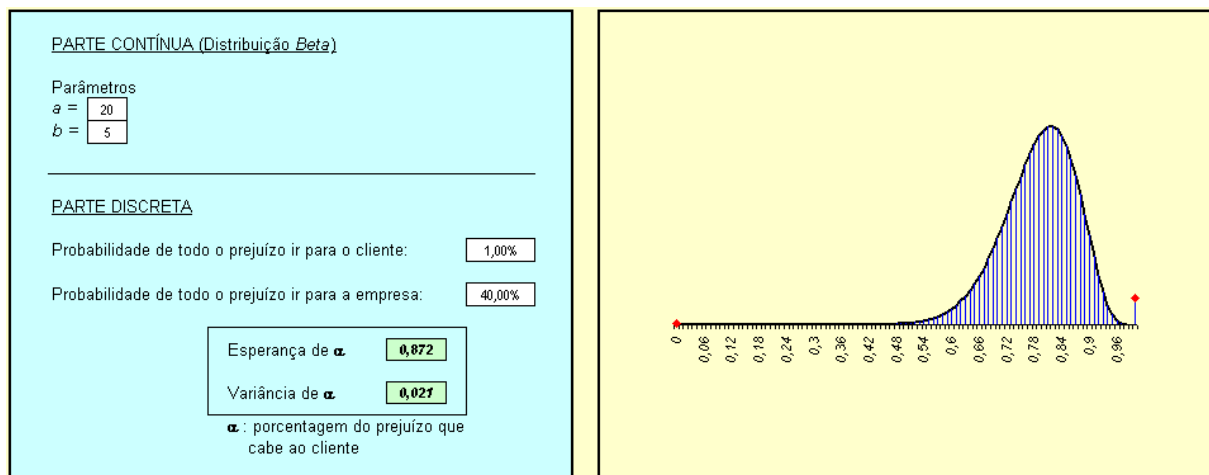 PARTE CONTÍNUA (Distribuição Beta)
Parâmetros
a = 20
b = 5
PARTE DISCRETA
Probabilidade de todo o prejuízo ir para o cliente: 1,00%
Probabilidade de todo o prejuízo ir para a empresa: 40,00%
Esperança de α 0,872
Variância de α 0,021
α : porcentagem do prejuízo que
cabe ao cliente
0 0,06 0,12 0,18 0,24 0,3 0,36 0,42 0,48 0,54 0,6 0,66 0,72 0,78 0,84 0,9 0,96